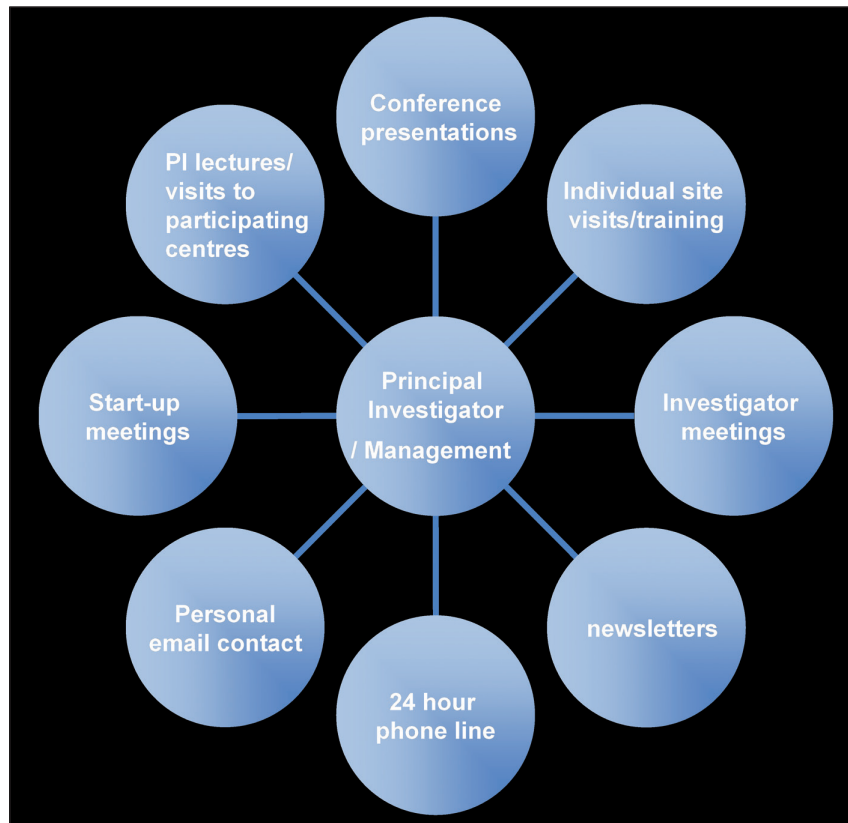 Conference
presentations
PI lectures/
visits to
participating
centres
Individual site
visits/training
Start-up
meetings
Principal
Investigator
/ Management
Investigator
meetings
Personal
email contact
newsletters
24 hour
phone line